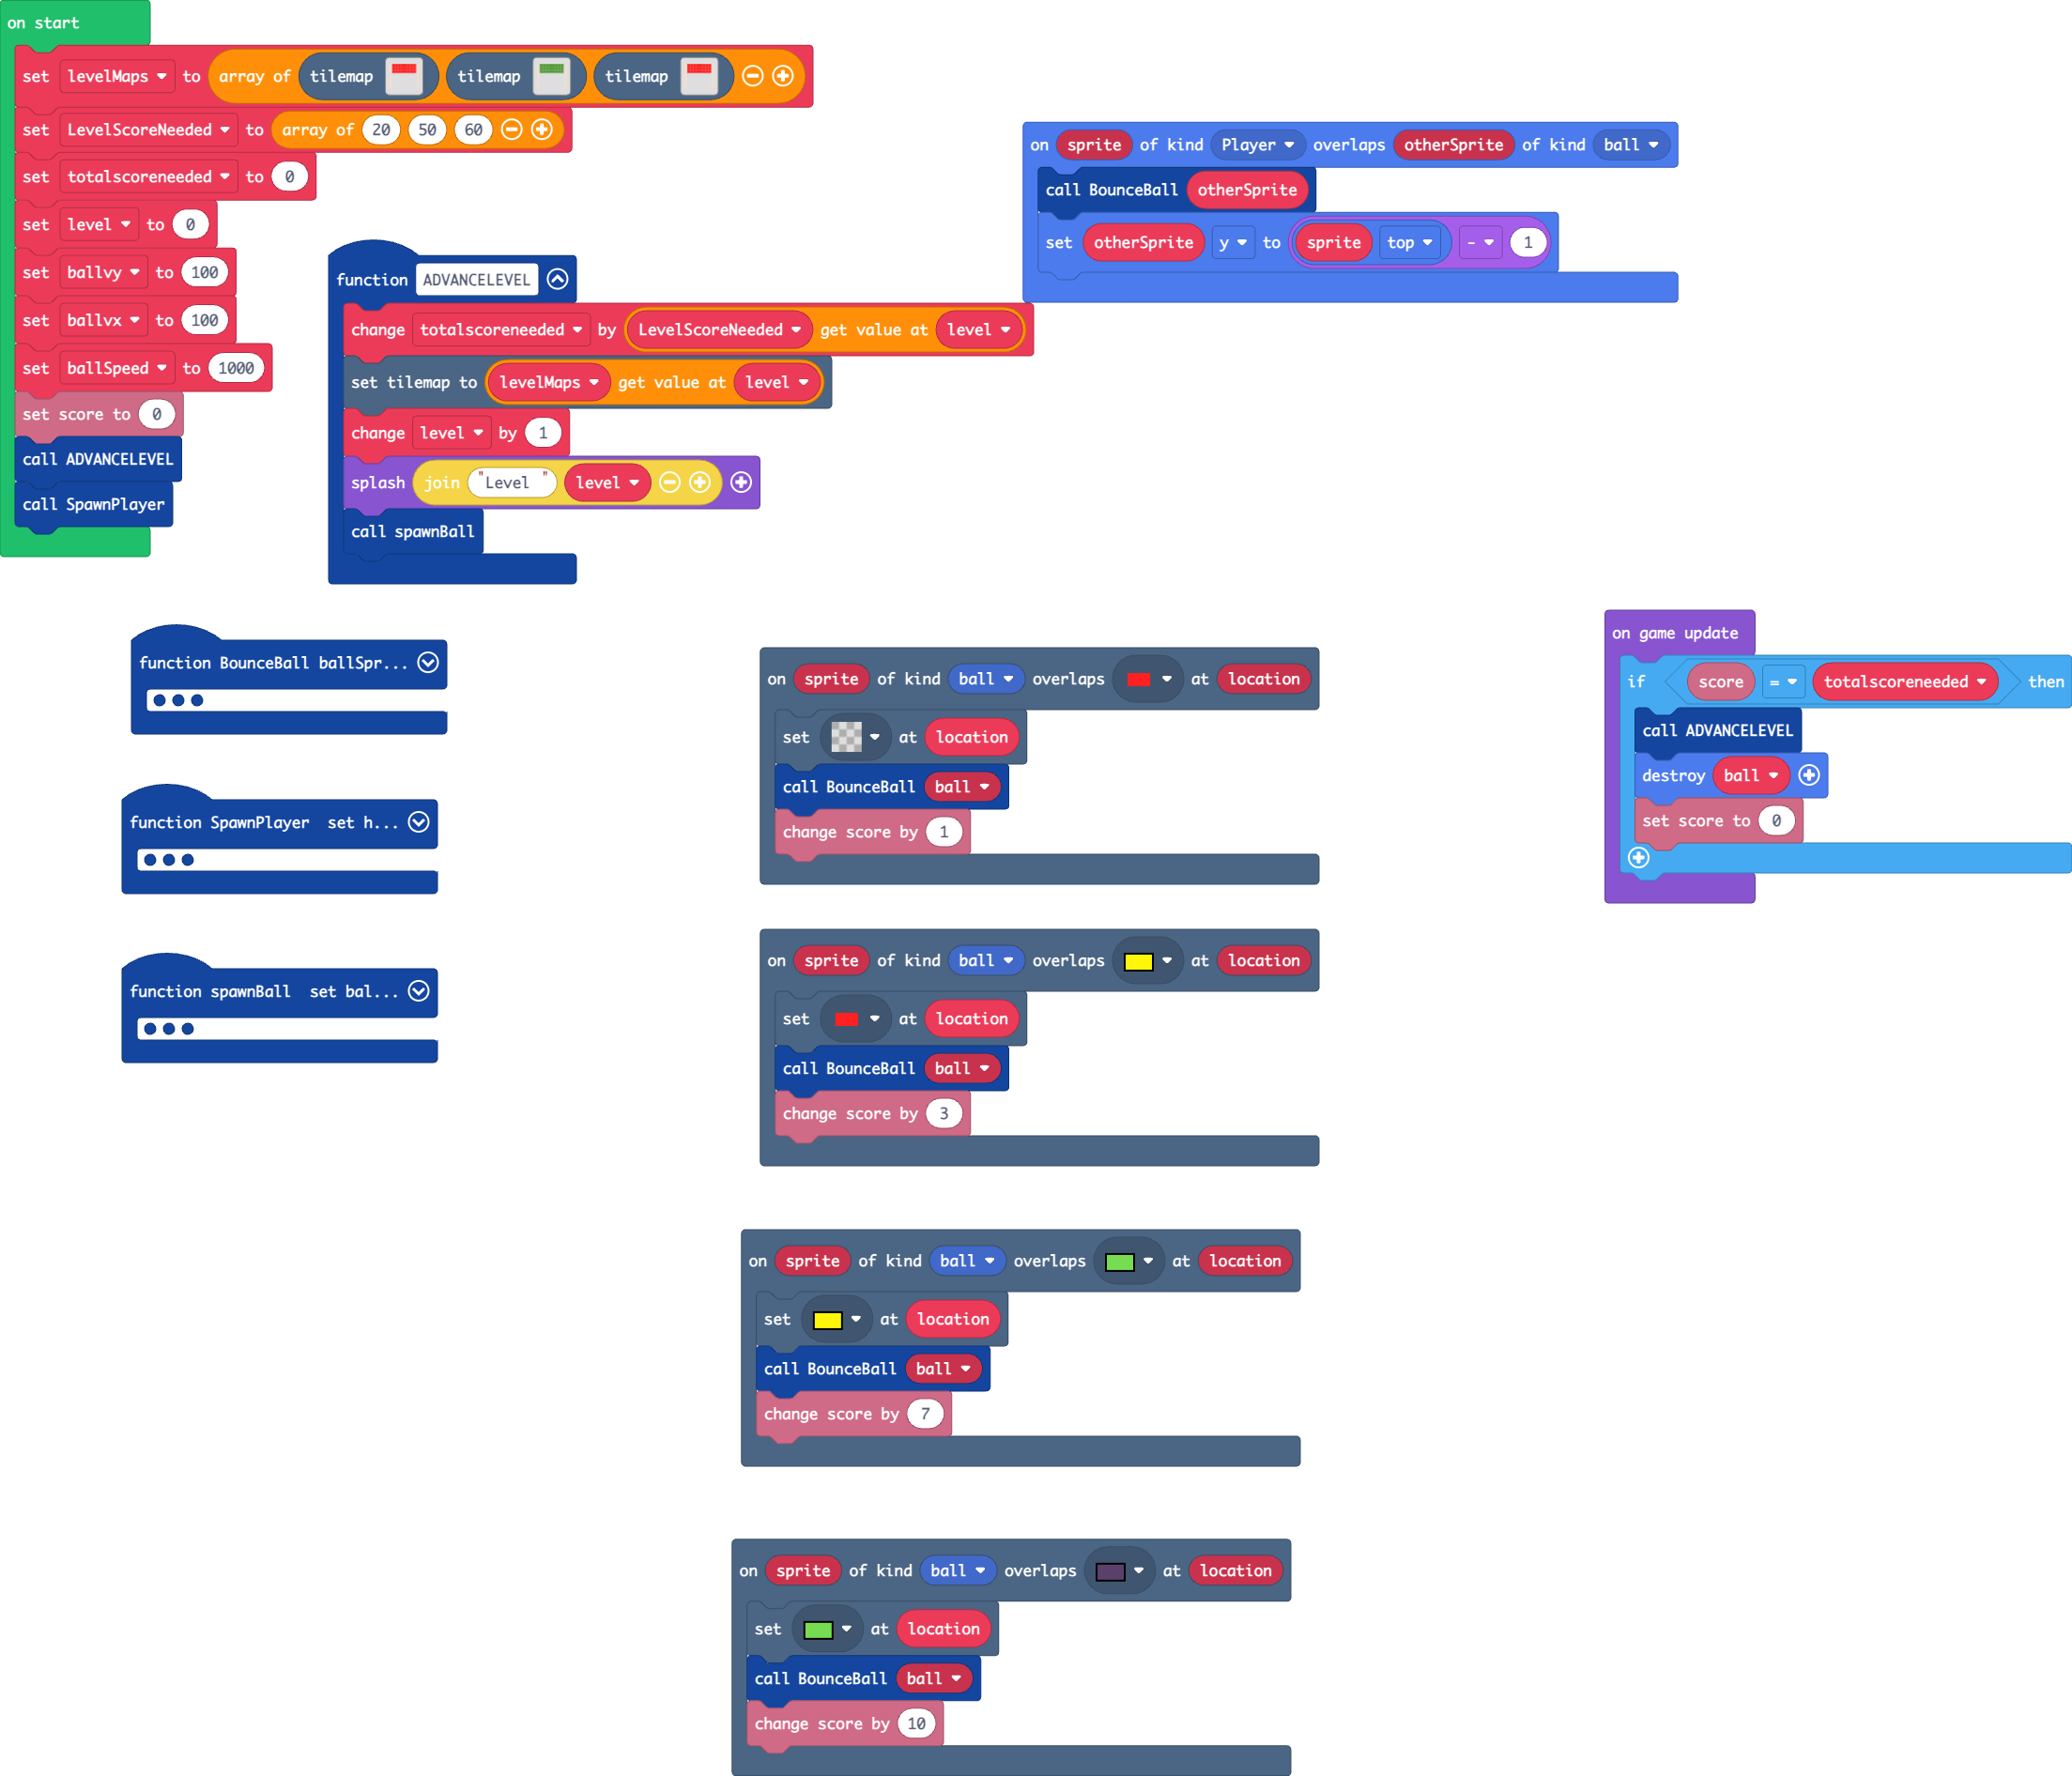 on start
set levelMaps to array of tilemap tilemap tilemap
set LevelScoreNeeded to array of 20 50 60
set totalscoreneeded to 0
set level to 0
set ballvy to 100
set ballvx to 100
set ballSpeed to 1000
set score to 0
call ADVANCELEVEL
call SpawnPlayer
function ADVANCELEVEL
change totalscoreneeded by LevelScoreNeeded get value at level
set tilemap to levelMaps get value at level
change level by 1
splash join "Level " level
call spawnBall
on sprite of kind Player overlaps otherSprite of kind ball
call BounceBall otherSprite
set otherSprite y to sprite top - 1
function BounceBall ballSpr...
function SpawnPlayer set h...
function spawnBall set bal...
on sprite of kind ball overlaps at location
set at location
call BounceBall ball
change score by 1
on sprite of kind ball overlaps at location
set at location
call BounceBall ball
change score by 3
on sprite of kind ball overlaps at location
set at location
call BounceBall ball
change score by 7
on sprite of kind ball overlaps at location
set at location
call BounceBall ball
change score by 10
on game update
if score = totalscoreneeded then
call ADVANCELEVEL
destroy ball
set score to 0